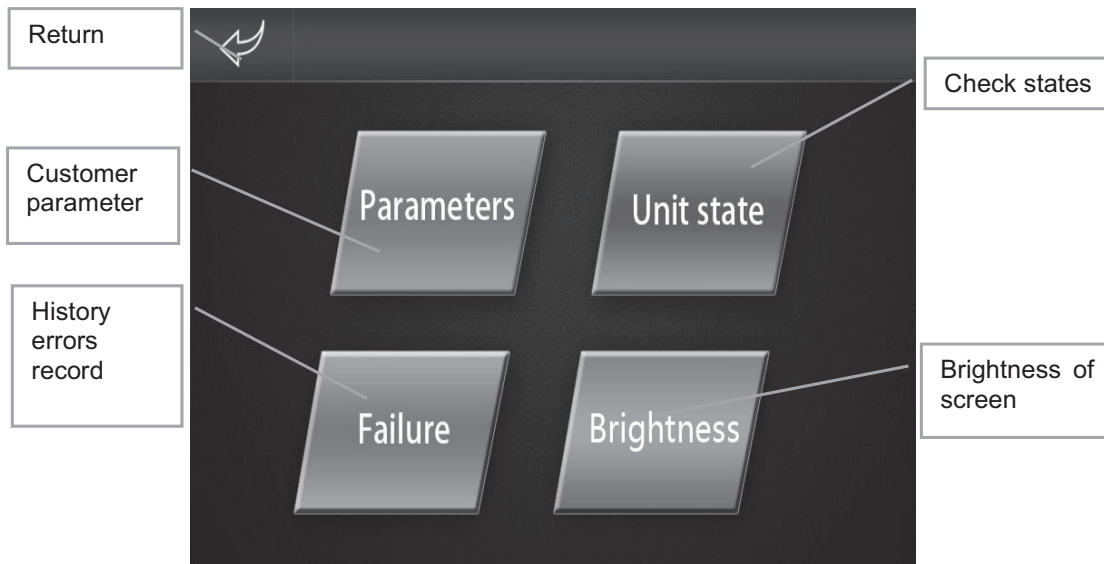 Return
Check states
Customer
parameter
Parameters
Unit state
History
errors
record
Failure
Brightness
Brightness of
screen